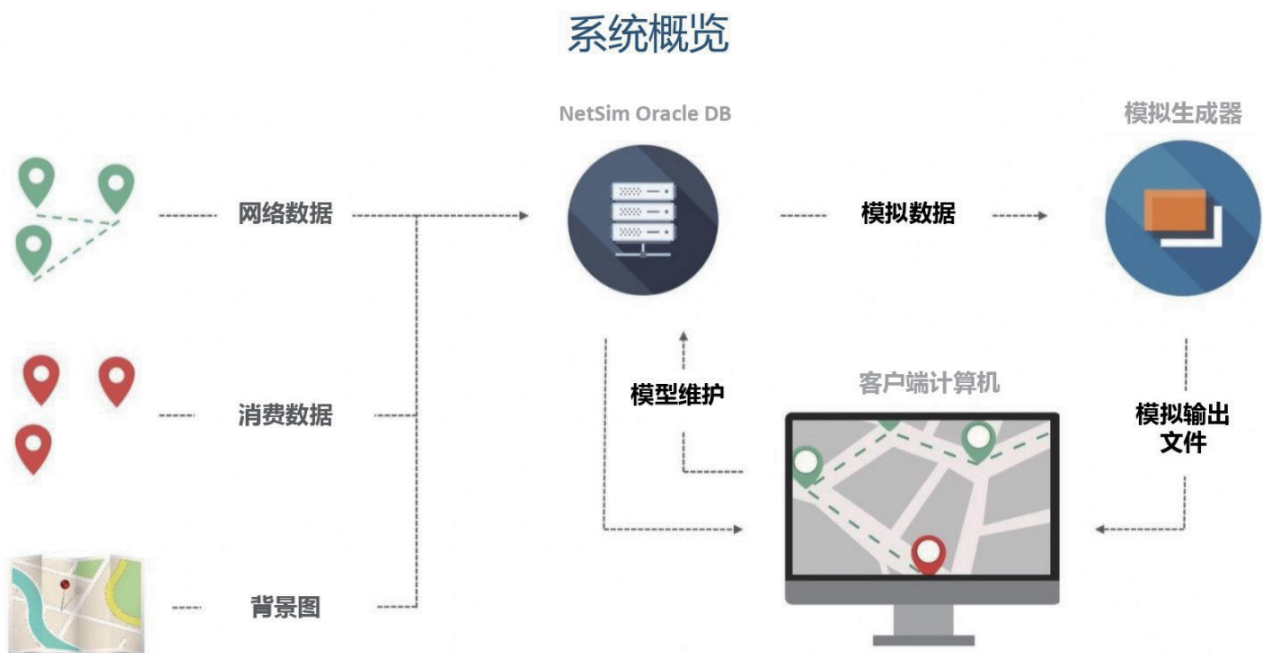 系统概览
NetSim Oracle DB
模拟生成器
网络数据
模拟数据
消费数据
模型维护
客户端计算机
模拟输出
文件
背景图